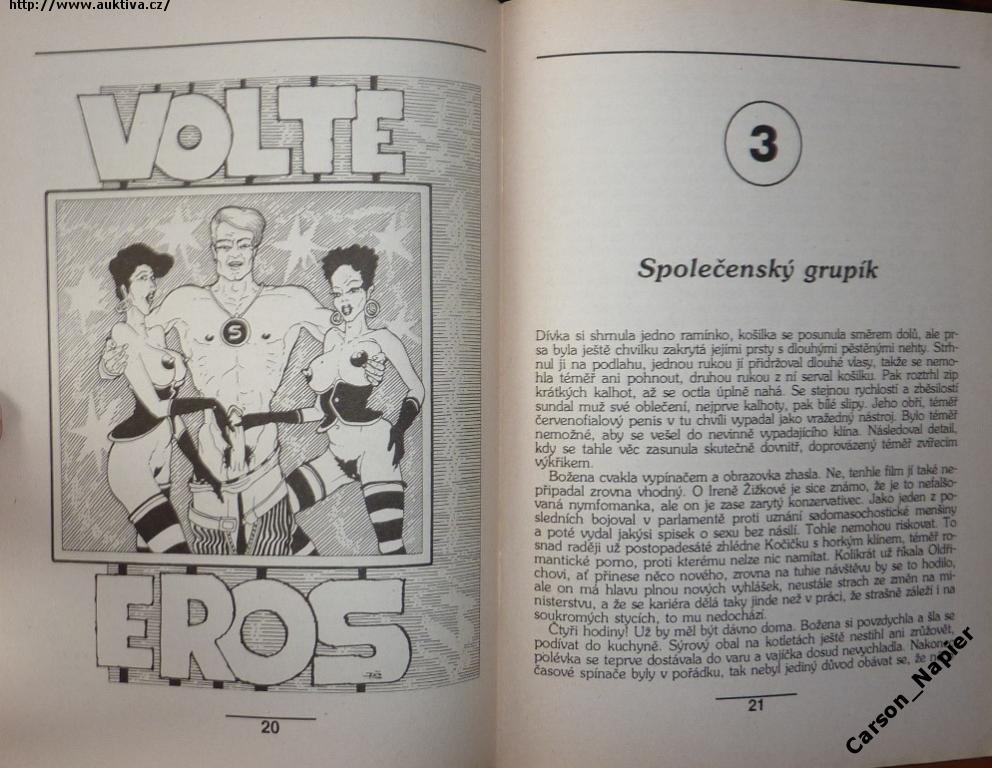 http://www.auktiva.cz/
VOLTE
S
EROS
20
3
Společenský grupík
Dívka si shrnula jedno ramínko, košilka se posunula směrem dolů, ale pr-
sa byla ještě chvilku zakrytá jejími prsty s dlouhými pěstěnými nehty. Strh-
nul ji na podlahu, jednou rukou jí přidržoval dlouhé vlasy, takže se nemo-
hla téměř ani pohnout, druhou rukou z ní serval košilku. Pak roztrhl zip
krátkých kalhot, až se octla úplně nahá. Se stejnou rychlostí a zběsilostí
sundal muž své oblečení, nejprve kalhoty, pak bílé slipy. Jeho obří, téměř
červenofialový penis v tu chvíli vypadal jako vražedný nástroj. Bylo téměř
nemožné, aby se vešel do nevinně vypadajícího klína. Následoval detail,
kdy se tahle věc zasunula skutečně dovnitř, doprovázený téměř zvířecím
výkřikem.
Božena cvakla vypínačem a obrazovka zhasla. Ne, tenhle film jí také ne-
připadal zrovna vhodný. O Ireně Žižkové je sice známo, že je to nefalšo-
vaná nymfomanka, ale on je zase zarytý konzervativec. Jako jeden z po-
sledních bojoval v parlamentě proti uznání sadomasochostické menšiny
a poté vydal jakýsi spisek o sexu bez násilí. Tohle nemohou riskovat. To
snad raději už postopadesáté zhlédne Kočičku s horkým klínem, téměř ro-
mantické porno, proti kterému nelze nic namítat. Kolikrát už říkala Oldři-
chovi, ať přinese něco nového, zrovna na tuhle návštěvu by se to hodilo,
ale on má hlavu plnou nových vyhlášek, neustále strach ze změn na mi-
nisterstvu, a že se kariéra dělá taky jinde než v práci, že strašně záleží i na
soukromých stycích, to mu nedochází.
Čtyři hodiny! Už by měl být dávno doma. Božena si povzdychla a šla se
podívat do kuchyně. Sýrový obal na kotletách ještě nestihl ani zrůžovět,
polévka se teprve dostávala do varu a vajíčka dosud nevychladla. Nakonec
časové spínače byly v pořádku, tak nebyl jediný důvod obávat se, že
21
Carson_Napier